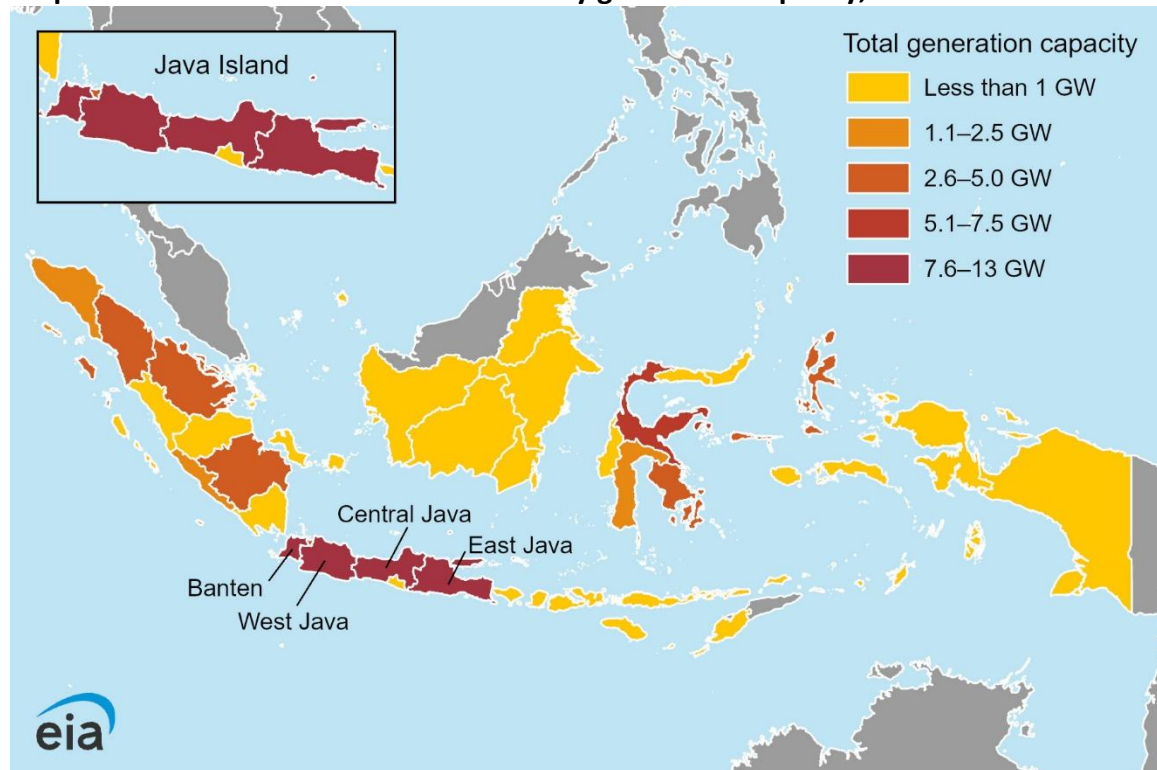 Java Island
Total generation capacity
Less than 1 GW
1.1–2.5 GW
2.6–5.0 GW
5.1–7.5 GW
7.6–13 GW
Central Java
East Java
Banten
West Java
eia